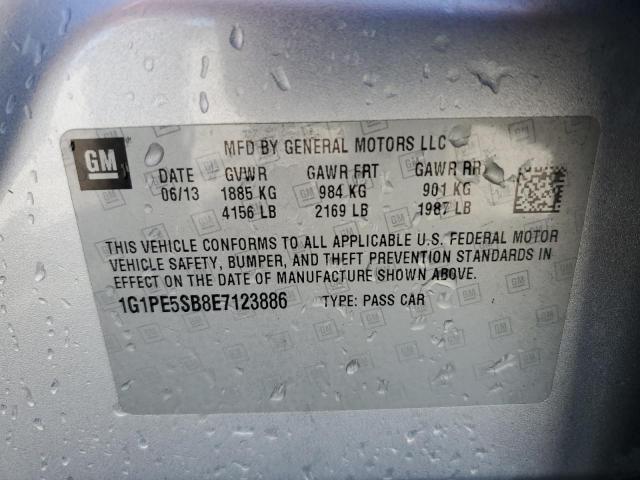 GM
MFD BY GENERAL MOTORS LLC
DATE GVWR GAWR FRT GAWR RR
06/13 1885 KG 984 KG 901 KG
4156 LB 2169 LB 1987 LB
THIS VEHICLE CONFORMS TO ALL APPLICABLE U.S. FEDERAL MOTOR
VEHICLE SAFETY, BUMPER, AND THEFT PREVENTION STANDARDS IN
EFFECT ON THE DATE OF MANUFACTURE SHOWN ABOVE.
1G1PE5SB8E7123886 TYPE: PASS CAR